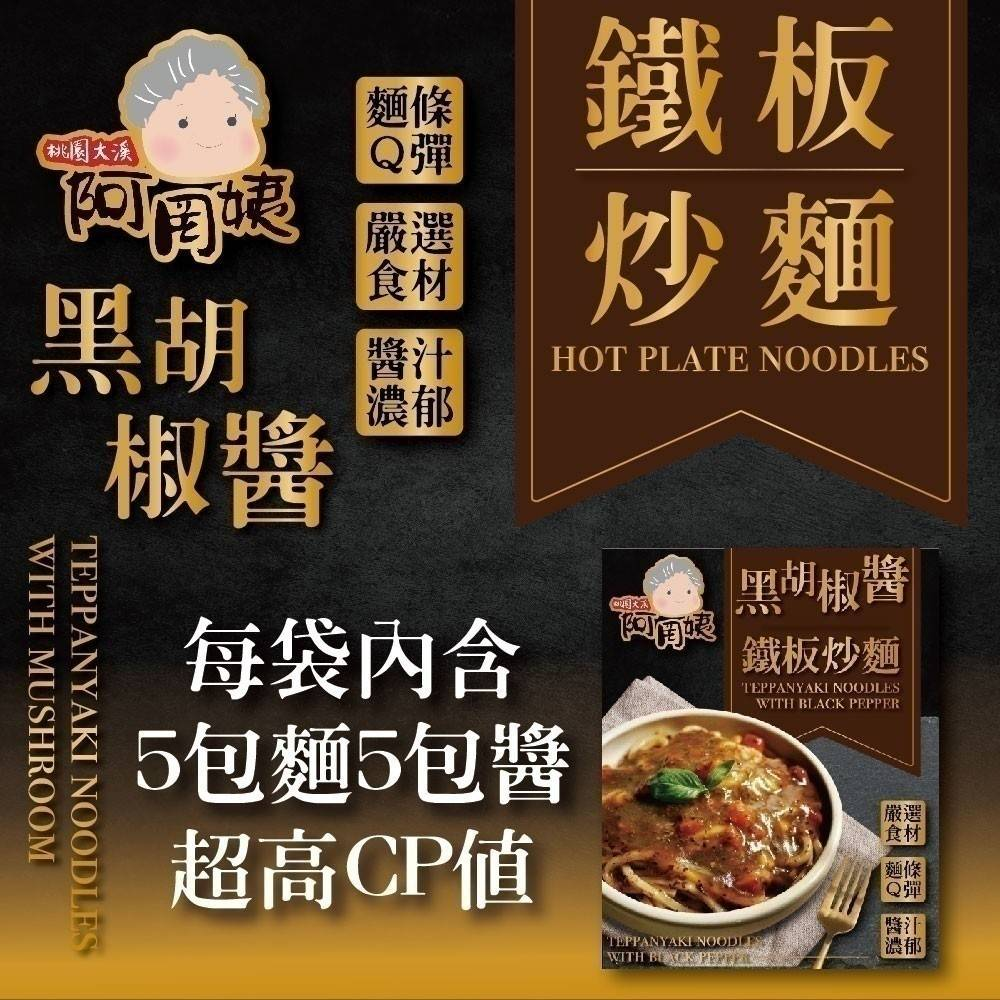 桃園大溪
阿罔姨
黑胡
椒醬
TEPPANYAKI NOODLES
WITH MUSHROOM
麵條
Q彈
嚴選
食材
醬汁
濃郁
鐵板
炒麵
HOT PLATE NOODLES
每袋內含
5包麵5包醬
超高CP值
桃園大溪
阿罔姨
黑胡椒醬
鐵板炒麵
TEPPANYAKI NOODLES
WITH BLACK PEPPER
嚴選
食材
麵條
Q彈
醬汁
濃郁
TEPPANYAKI NOODLES
WITH BLACK PEPPER